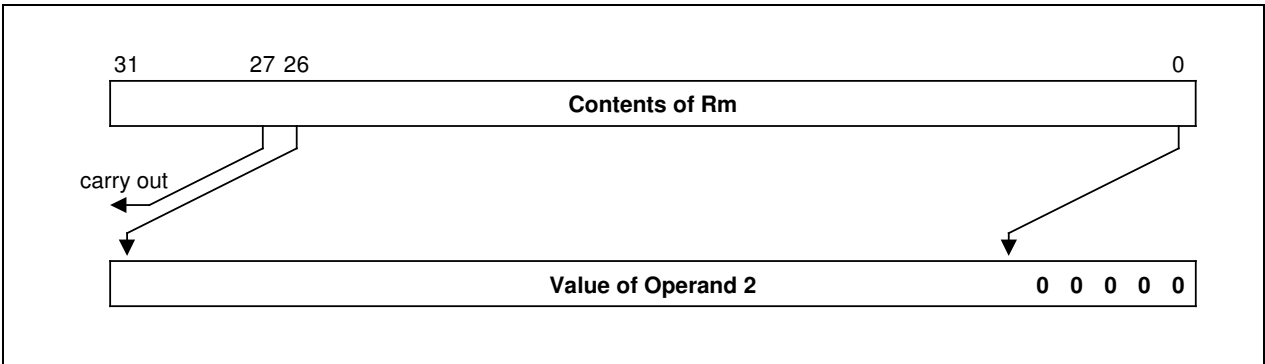 31 27 26 0
Contents of Rm
carry out
Value of Operand 2 0 0 0 0 0